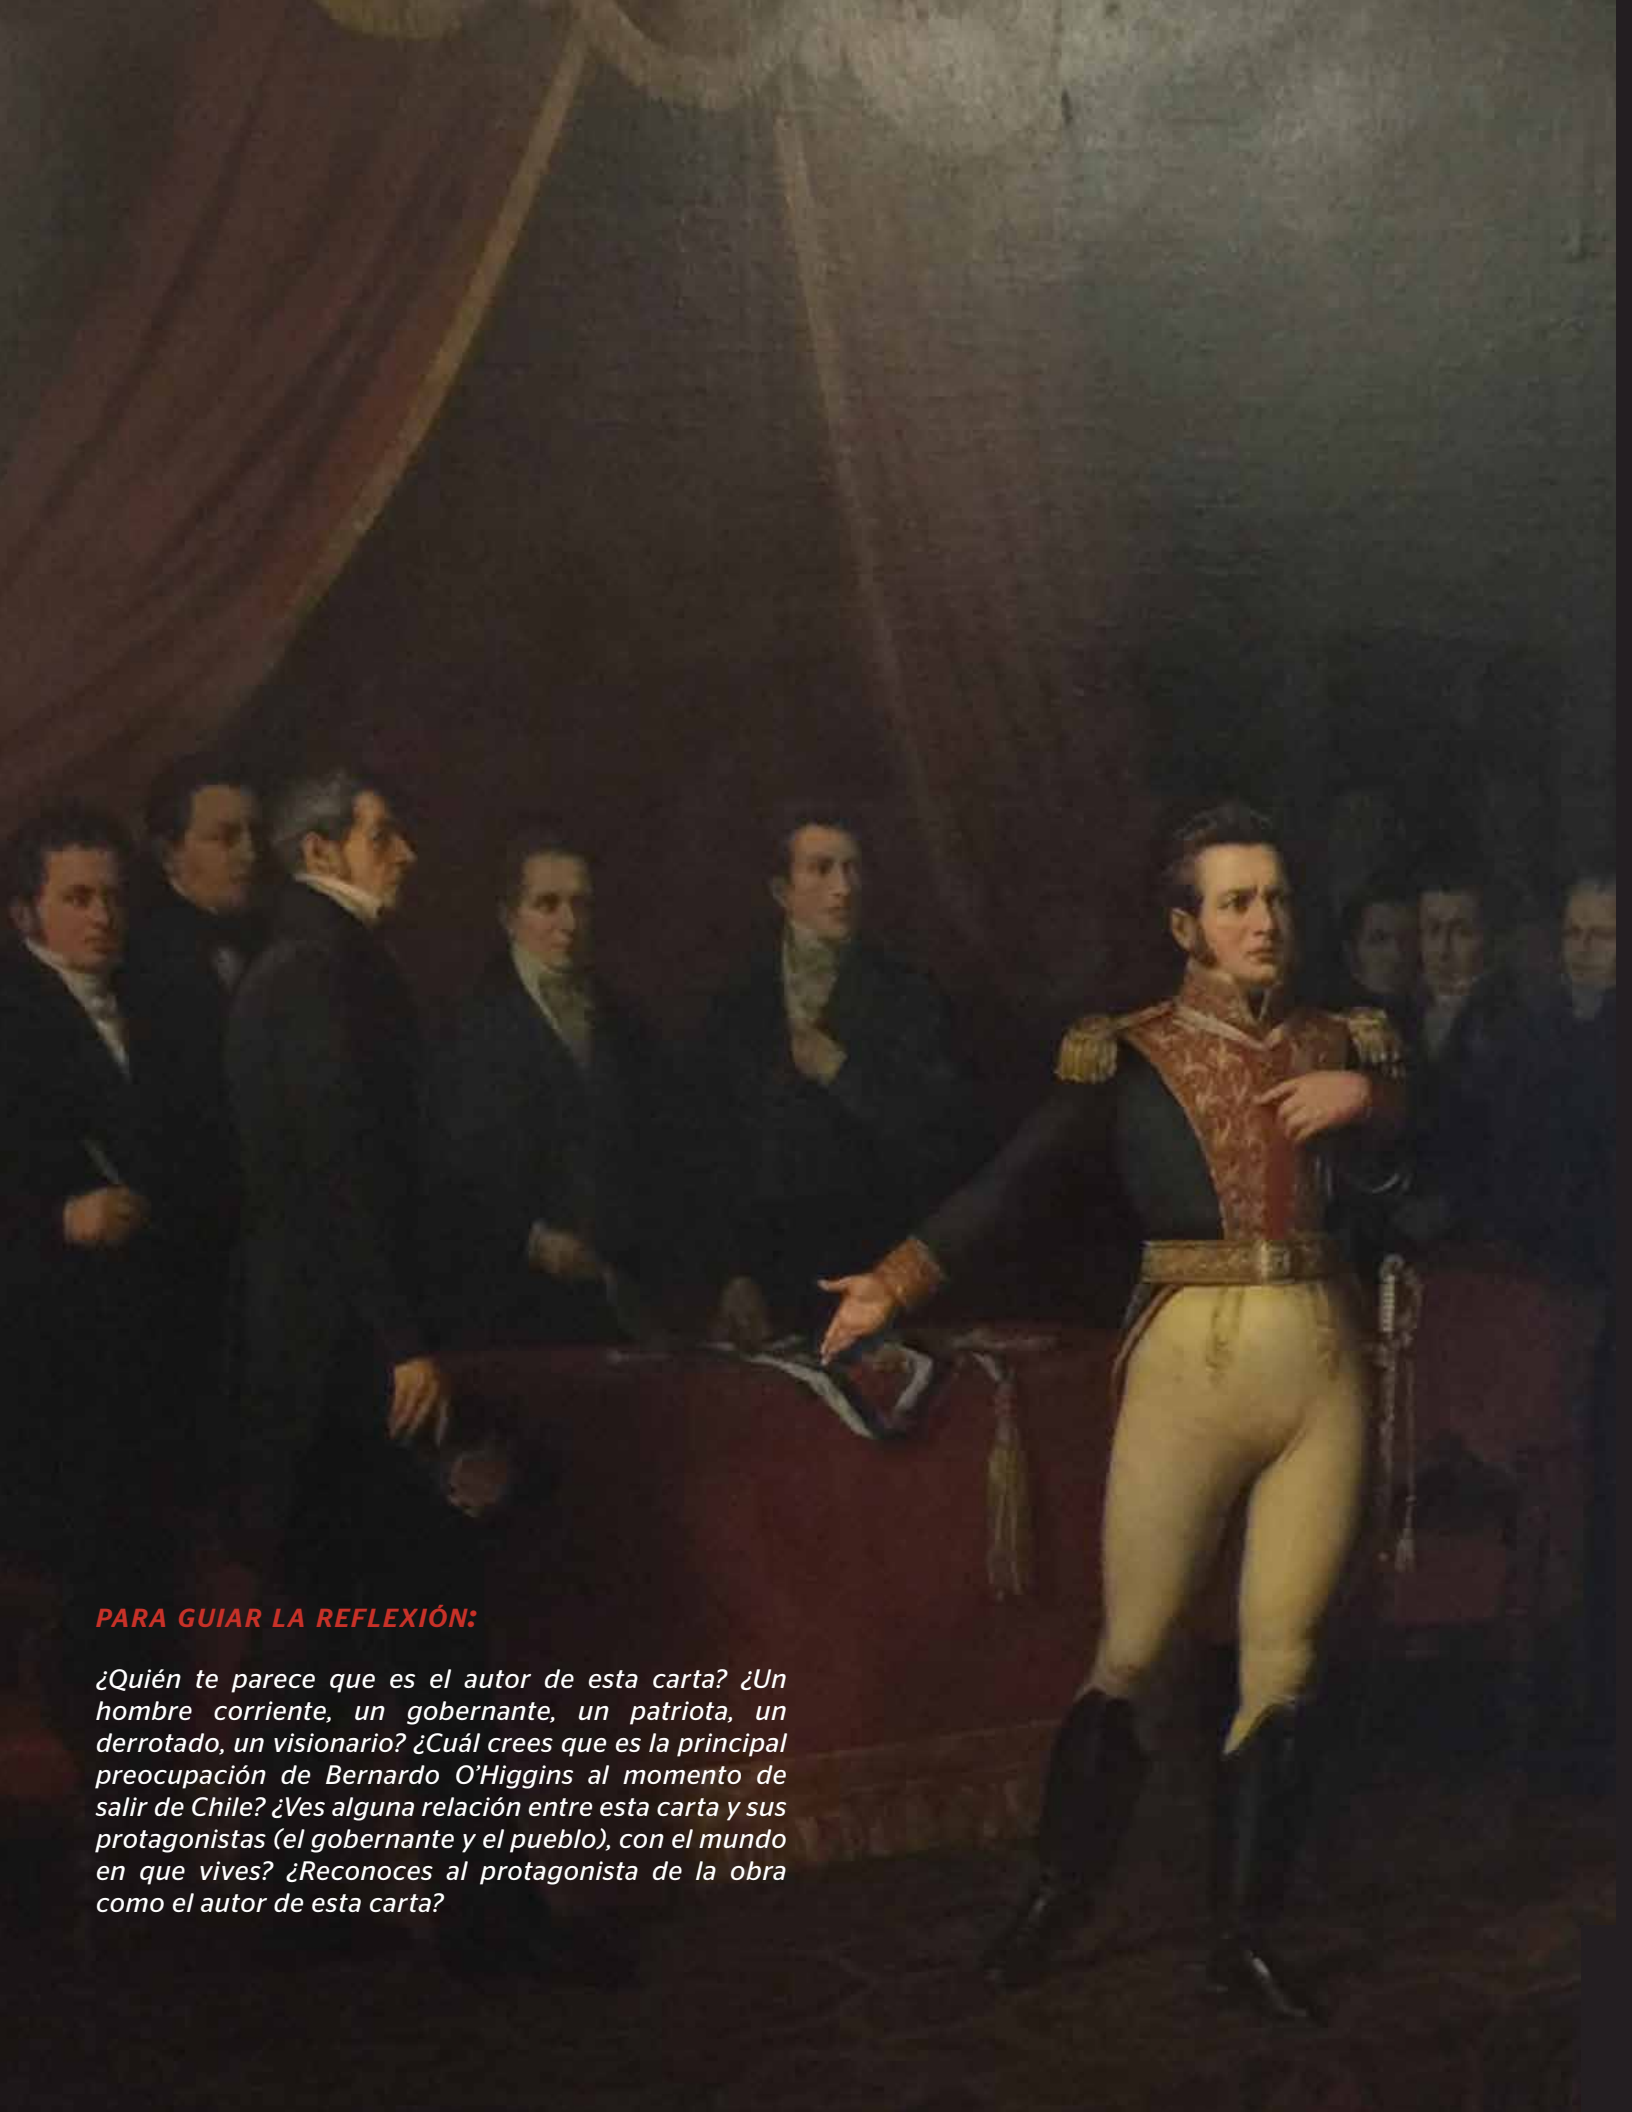 PARA GUIAR LA REFLEXIÓN:
¿Quién te parece que es el autor de esta carta? ¿Un
hombre corriente, un gobernante, un patriota, un
derrotado, un visionario? ¿Cuál crees que es la principal
preocupación de Bernardo O’Higgins al momento de
salir de Chile? ¿Ves alguna relación entre esta carta y sus
protagonistas (el gobernante y el pueblo), con el mundo
en que vives? ¿Reconoces al protagonista de la obra
como el autor de esta carta?